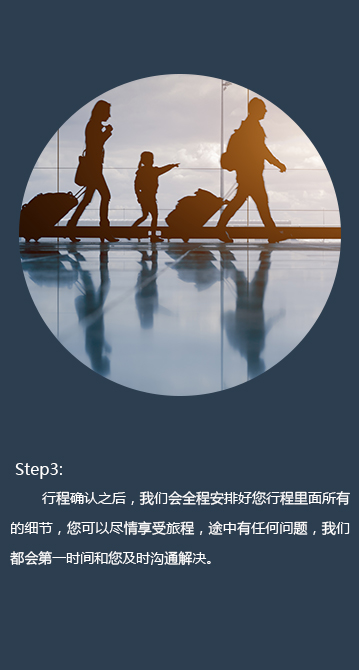 Step3:
行程确认之后，我们会全程安排好您行程里面所有
的细节，您可以尽情享受旅程，途中有任何问题，我们
都会第一时间和您及时沟通解决。